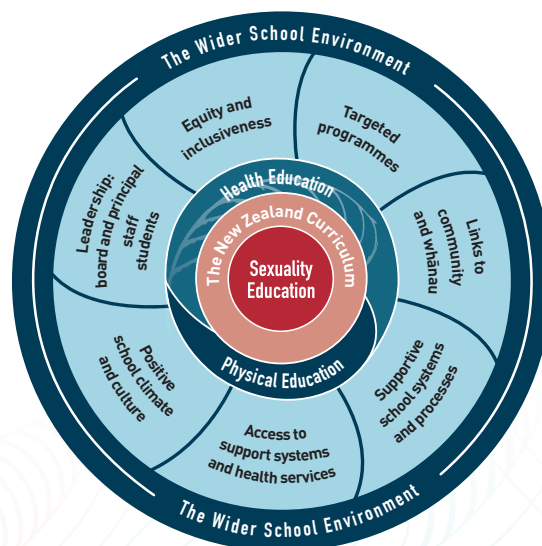 The Wider School Environment
Equity and
inclusiveness
Targeted
programmes
Links to
community
and whānau
Supportive
school systems
and processes
Access to
support systems
and health services
Positive
school climate
and culture
Leadership:
board and principal
staff
students
Health Education
The New Zealand Curriculum
Sexuality
Education
Physical Education
The Wider School Environment